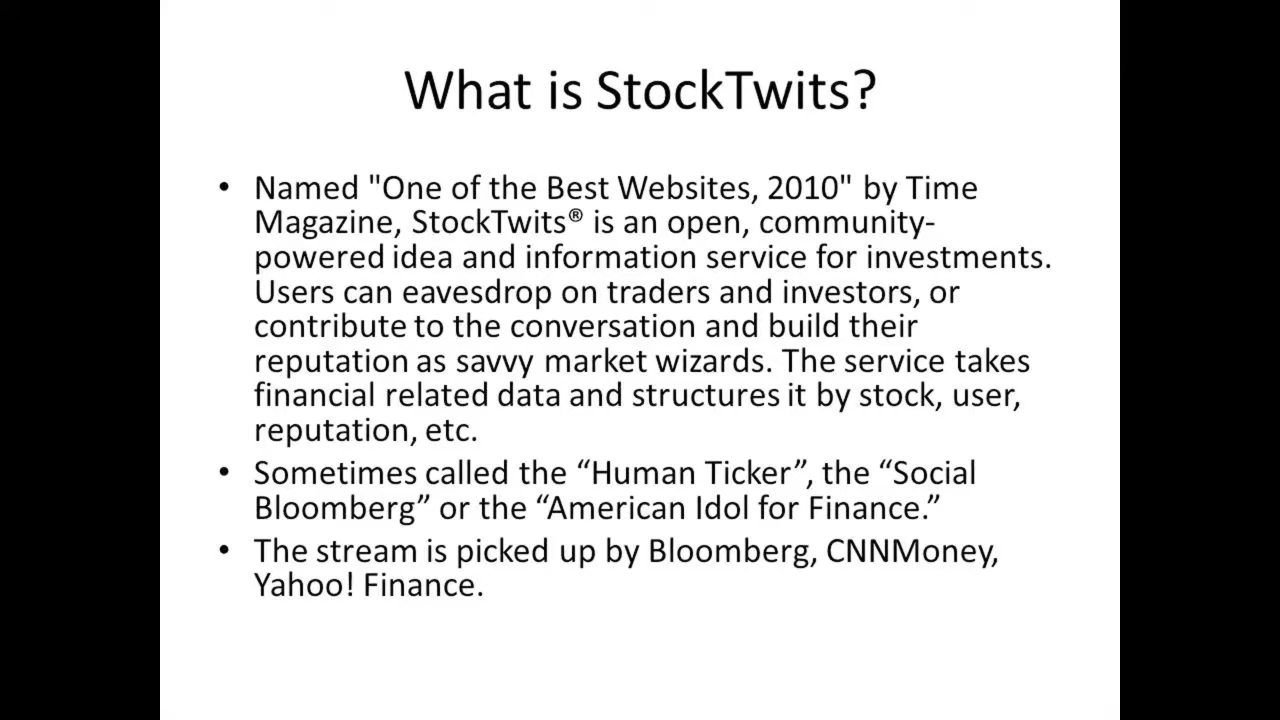 What is StockTwits?
• Named "One of the Best Websites, 2010" by Time
Magazine, StockTwits® is an open, community-
powered idea and information service for investments.
Users can eavesdrop on traders and investors, or
contribute to the conversation and build their
reputation as savvy market wizards. The service takes
financial related data and structures it by stock, user,
reputation, etc.
• Sometimes called the “Human Ticker”, the “Social
Bloomberg” or the “American Idol for Finance.”
• The stream is picked up by Bloomberg, CNNMoney,
Yahoo! Finance.